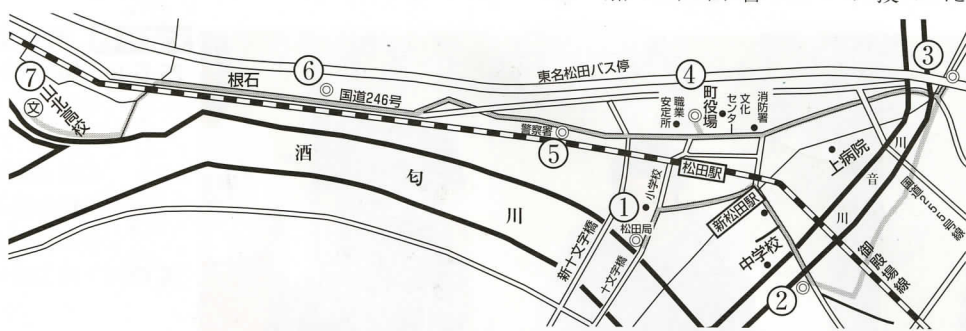 ③
東名松田バス停
⑥
根石
国道246号
④
町役場
職業安定所
文化センター
消防署
⑦
文
山北高校
警察署
⑤
上病院
川音川
国道255号線
酒匂川
松田駅
小学校
①
松田局
新松田駅
新十文字橋
十文字橋
中学校
御殿場線
②